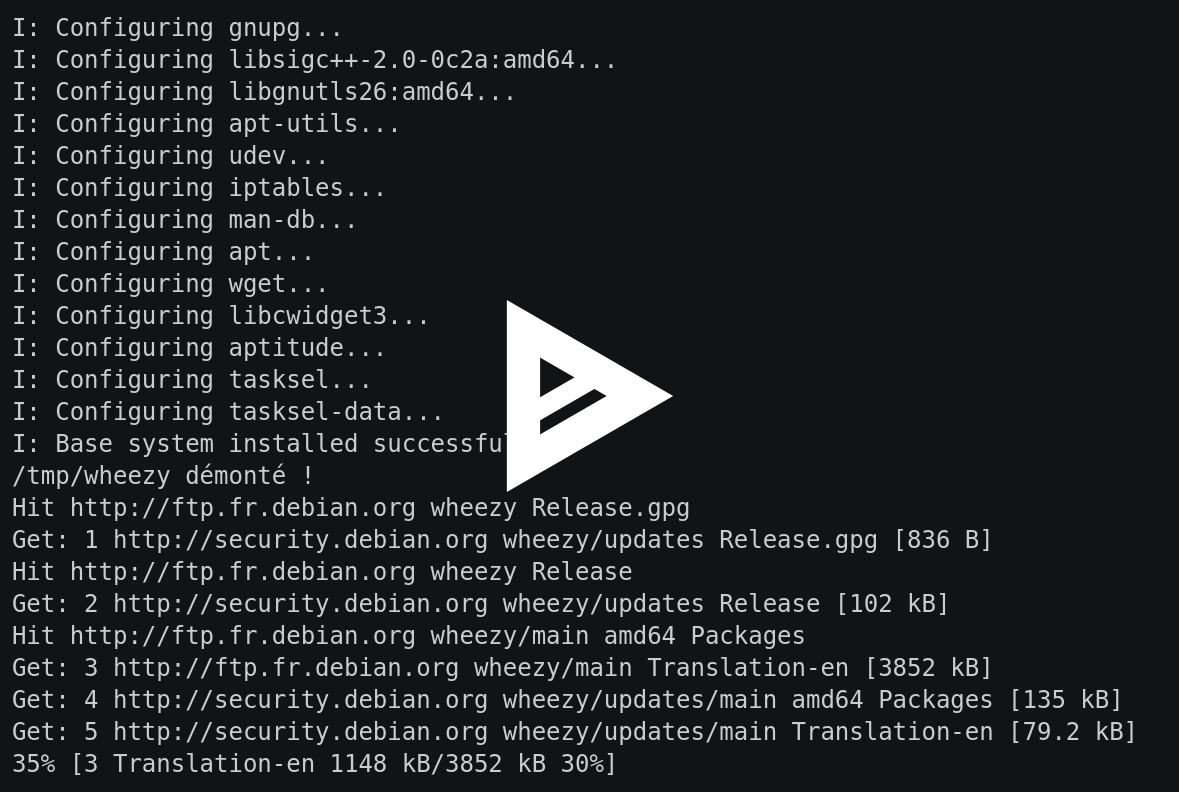 I: Configuring gnupg...
I: Configuring libsigc++-2.0-0c2a:amd64...
I: Configuring libgnutls26:amd64...
I: Configuring apt-utils...
I: Configuring udev...
I: Configuring iptables...
I: Configuring man-db...
I: Configuring apt...
I: Configuring wget...
I: Configuring libcwidget3...
I: Configuring aptitude...
I: Configuring tasksel...
I: Configuring tasksel-data...
I: Base system installed
/tmp/wheezy démonté !
Hit http://ftp.fr.debian.org wheezy Release.gpg
Get: 1 http://security.debian.org wheezy/updates Release.gpg [836 B]
Hit http://ftp.fr.debian.org wheezy Release
Get: 2 http://security.debian.org wheezy/updates Release [102 kB]
Hit http://ftp.fr.debian.org wheezy/main amd64 Packages
Get: 3 http://ftp.fr.debian.org wheezy/main Translation-en [3852 kB]
Get: 4 http://security.debian.org wheezy/updates/main amd64 Packages [135 kB]
Get: 5 http://security.debian.org wheezy/updates/main Translation-en [79.2 kB]
35% [3 Translation-en 1148 kB/3852 kB 30%]